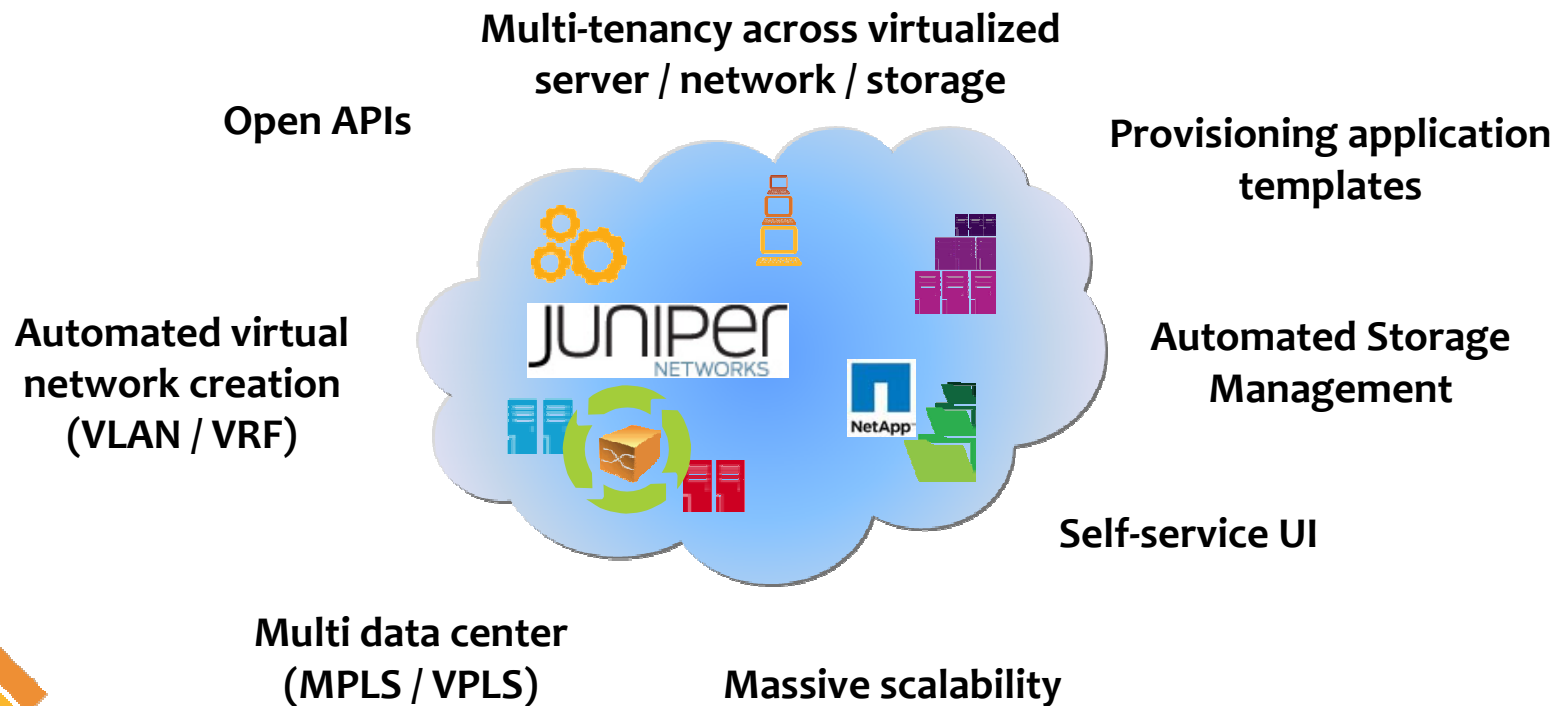 Multi-tenancy across virtualized
server / network / storage
Open APIs
Provisioning application
templates
Automated virtual
network creation
(VLAN / VRF)
JUNIPER
NETWORKS
NetApp
Automated Storage
Management
Self-service UI
Multi data center
(MPLS / VPLS)
Massive scalability